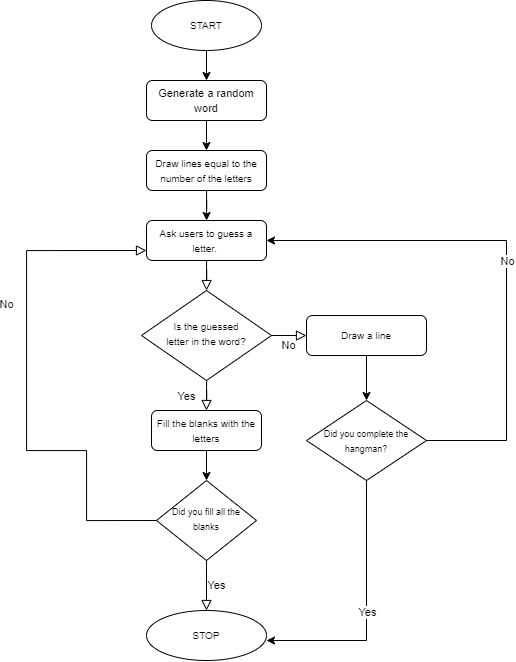 START
Generate a random
word
Draw lines equal to the
number of the letters
Ask users to guess a
letter.
No
No
Is the guessed
letter in the word?
Draw a line
No
Yes
Fill the blanks with the
letters
Did you complete the
hangman?
Did you fill all the
blanks
Yes
Yes
STOP